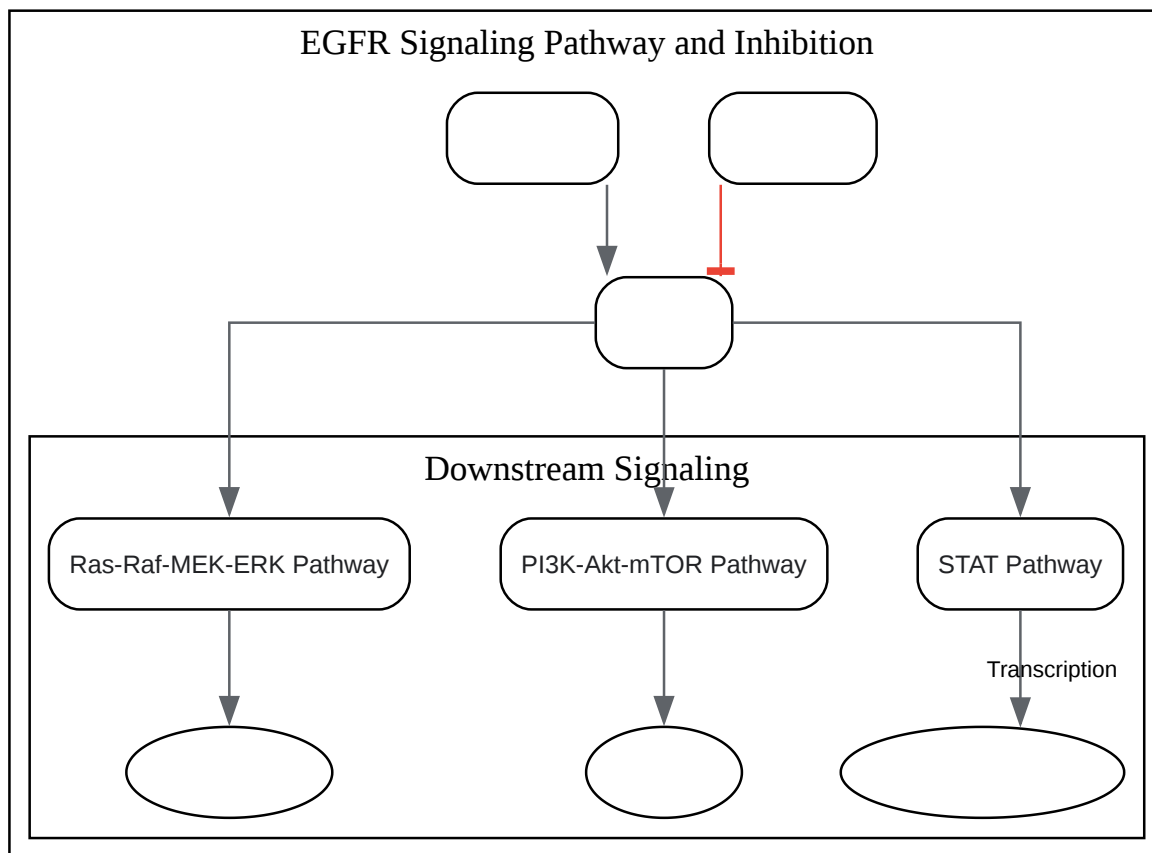 EGFR Signaling Pathway and Inhibition
Downstream Signaling
Ras-Raf-MEK-ERK Pathway
PI3K-Akt-mTOR Pathway
STAT Pathway
Transcription